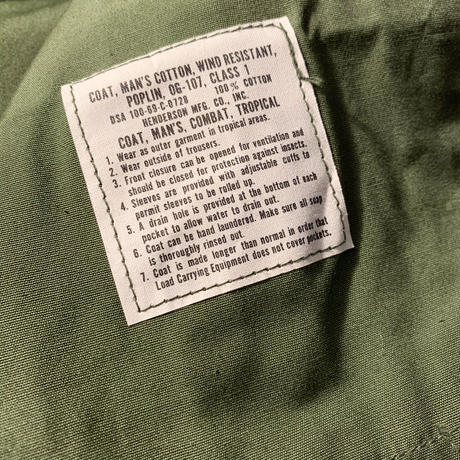 COAT, MAN'S COTTON, WIND RESISTANT,
POPLIN, OG-107, CLASS 1
DSA 100-69-C-0728 100% COTTON
HENDERSON MFG. CO., INC.
COAT, MAN'S, COMBAT, TROPICAL
1. Wear as outer garment in tropical areas.
2. Wear outside of trousers.
3. Front closure can be opened for ventilation and
should be closed for protection against insects.
4. Sleeves are provided with adjustable cuffs to
permit sleeves to be rolled up.
5. A drain hole is provided at the bottom of each
pocket to allow water to drain out.
6. Coat can be hand laundered. Make sure all soap
is thoroughly rinsed out.
7. Coat is made longer than normal in order that
Load Carrying Equipment does not cover pockets.